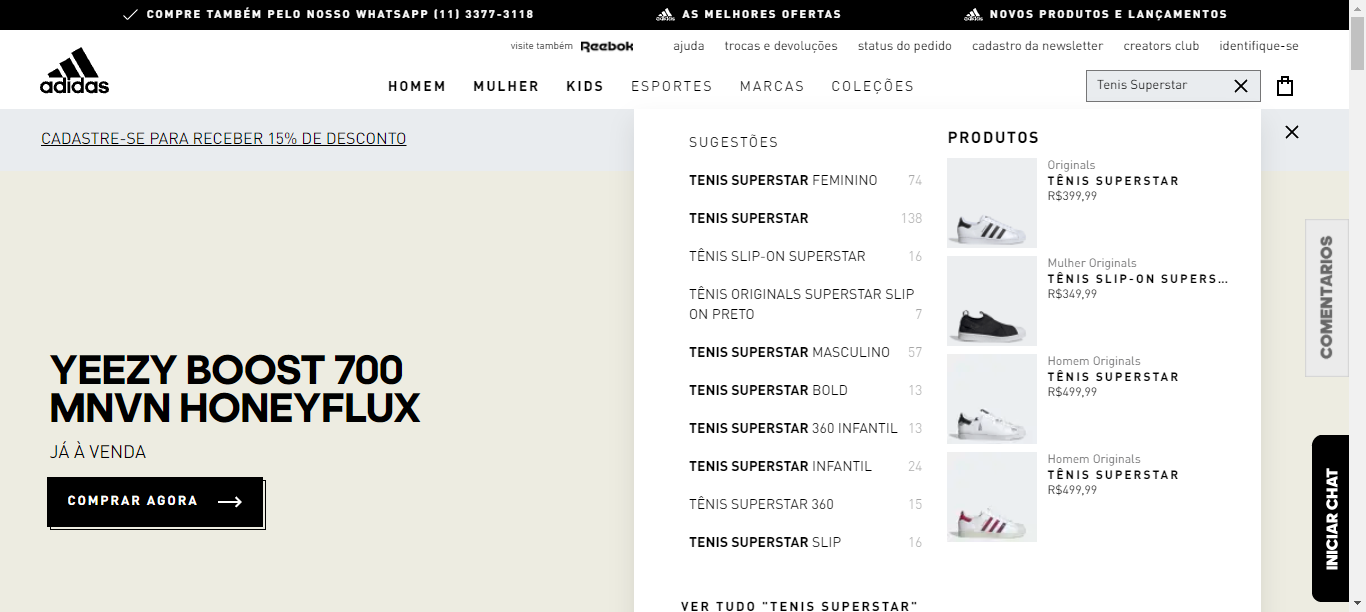 COMPRE TAMBÉM PELO NOSSO WHATSAPP (11) 3377-3118
AS MELHORES OFERTAS
NOVOS PRODUTOS E LANÇAMENTOS
visite também Reebok
ajuda
trocas e devoluções
status do pedido
cadastro da newsletter
creators club
identifique-se
adidas
HOMEM
MULHER
KIDS
ESPORTES
MARCAS
COLEÇÕES
Tenis Superstar
CADASTRE-SE PARA RECEBER 15% DE DESCONTO
YEEZY BOOST 700
MNVN HONEYFLUX
JÁ À VENDA
COMPRAR AGORA
SUGESTÕES
TENIS SUPERSTAR FEMININO 74
TENIS SUPERSTAR 138
TÊNIS SLIP-ON SUPERSTAR 16
TÊNIS ORIGINALS SUPERSTAR SLIP
ON PRETO 7
TENIS SUPERSTAR MASCULINO 57
TENIS SUPERSTAR BOLD 13
TENIS SUPERSTAR 360 INFANTIL 13
TENIS SUPERSTAR INFANTIL 24
TÊNIS SUPERSTAR 360 15
TENIS SUPERSTAR SLIP 16
VER TUDO "TENIS SUPERSTAR"
PRODUTOS
Originals
TÊNIS SUPERSTAR
R$399,99
Mulher Originals
TÊNIS SLIP-ON SUPERS...
R$349,99
Homem Originals
TÊNIS SUPERSTAR
R$499,99
Homem Originals
TÊNIS SUPERSTAR
R$499,99
COMENTARIOS
INICIAR CHAT